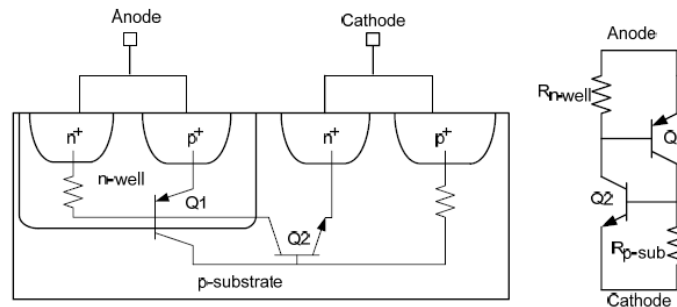 Anode
Cathode
n+
p+
n+
p+
n-well
Q1
Q2
p-substrate
Anode
Rn-well
Q
Q2
Rp-sub
Cathode